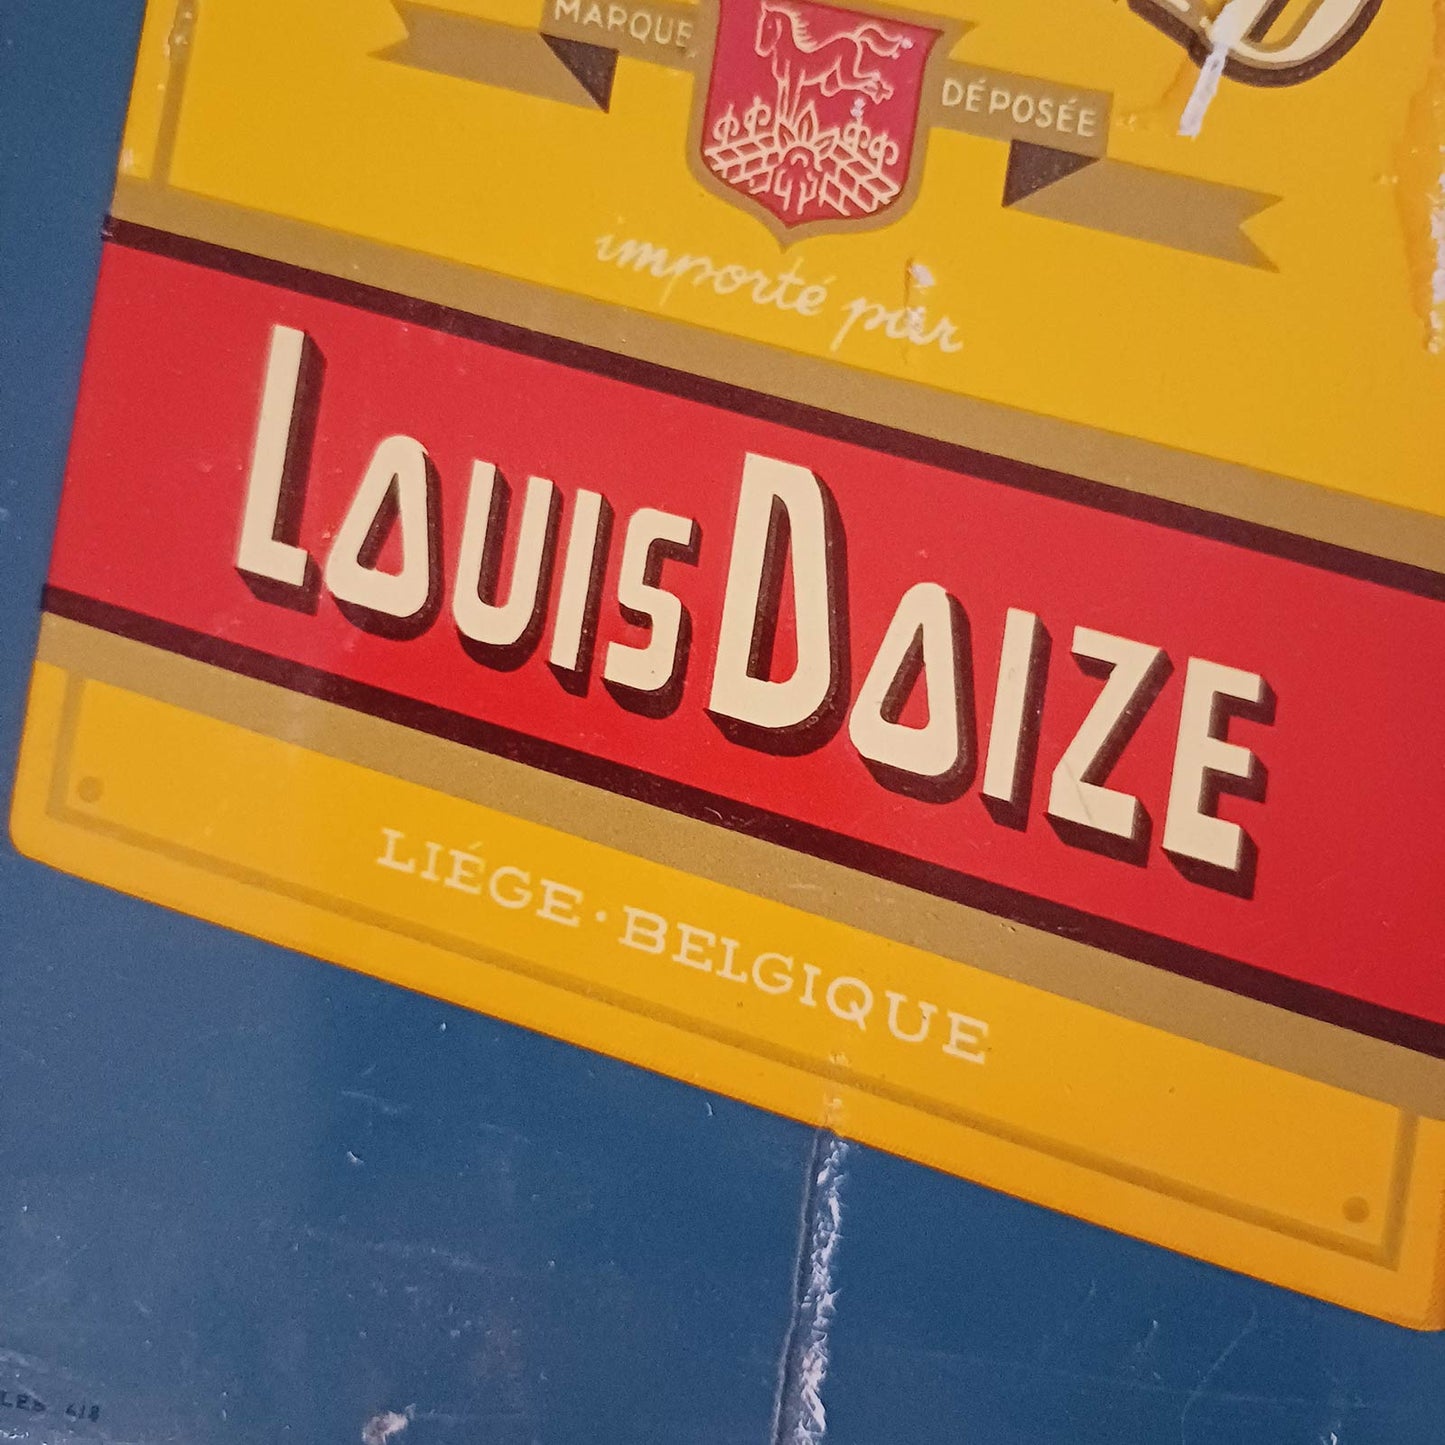 MARQUE DÉPOSÉE
importé par
LOUIS DAIZE
LIÉGE · BELGIQUE